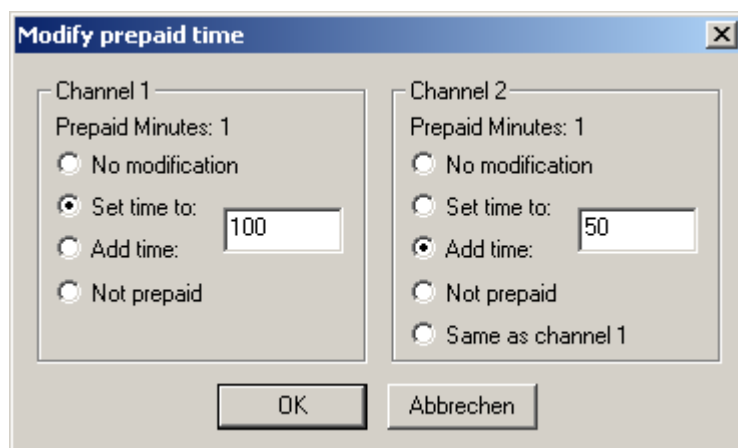 Modify prepaid time
Channel 1
Prepaid Minutes: 1
No modification
Set time to:
100
Add time:
Not prepaid
Channel 2
Prepaid Minutes: 1
No modification
Set time to:
50
Add time:
Not prepaid
Same as channel 1
OK
Abbrechen